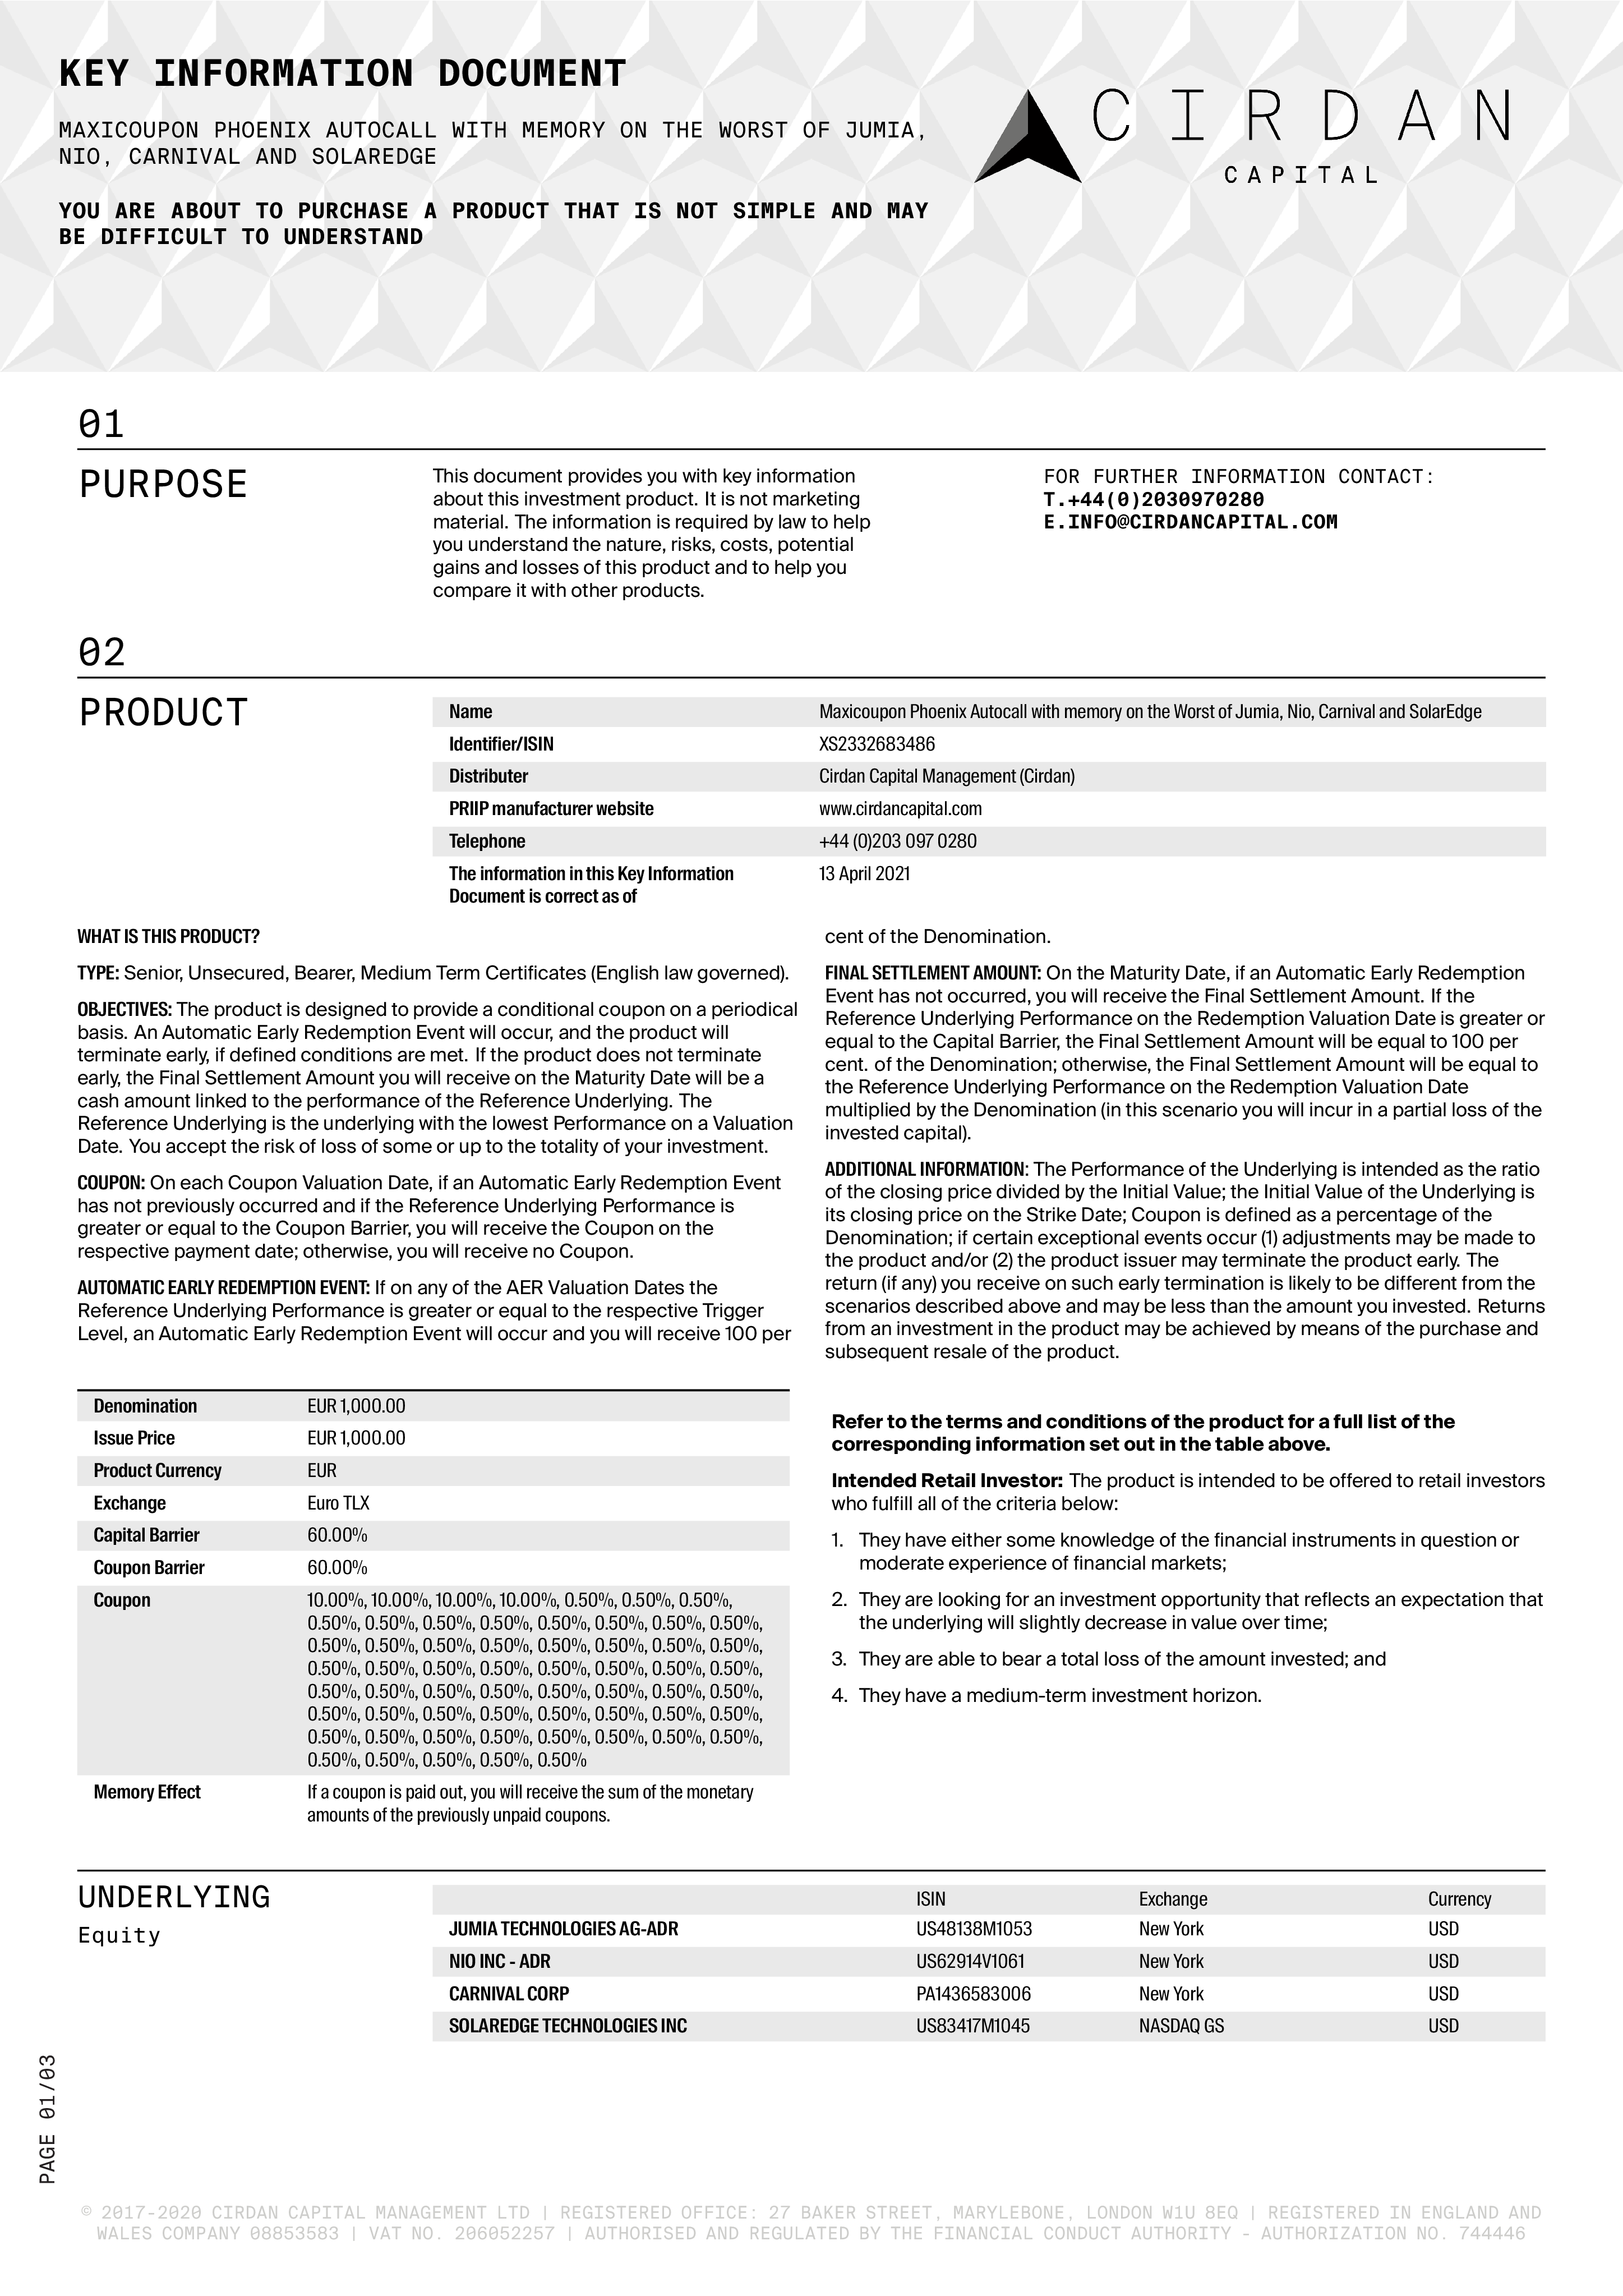 KEY INFORMATION DOCUMENT
MAXICOUPON PHOENIX AUTOCALL WITH MEMORY ON THE WORST OF JUMIA,
NIO, CARNIVAL AND SOLAREDGE
YOU ARE ABOUT TO PURCHASE A PRODUCT THAT IS NOT SIMPLE AND MAY
BE DIFFICULT TO UNDERSTAND
CIRDAN
CAPITAL
01
PURPOSE
This document provides you with key information
about this investment product. It is not marketing
material. The information is required by law to help
you understand the nature, risks, costs, potential
gains and losses of this product and to help you
compare it with other products.
FOR FURTHER INFORMATION CONTACT:
T.+44(0)2030970280
E.INFO@CIRDANCAPITAL.COM
02
PRODUCT
Name Maxicoupon Phoenix Autocall with memory on the Worst of Jumia, Nio, Carnival and SolarEdge
Identifier/ISIN XS2332683486
Distributer Cirdan Capital Management (Cirdan)
PRIIP manufacturer website www.cirdancapital.com
Telephone +44 (0)203 097 0280
The information in this Key Information 13 April 2021
Document is correct as of
WHAT IS THIS PRODUCT?
TYPE: Senior, Unsecured, Bearer, Medium Term Certificates (English law governed).
OBJECTIVES: The product is designed to provide a conditional coupon on a periodical
basis. An Automatic Early Redemption Event will occur, and the product will
terminate early, if defined conditions are met. If the product does not terminate
early, the Final Settlement Amount you will receive on the Maturity Date will be a
cash amount linked to the performance of the Reference Underlying. The
Reference Underlying is the underlying with the lowest Performance on a Valuation
Date. You accept the risk of loss of some or up to the totality of your investment.
COUPON: On each Coupon Valuation Date, if an Automatic Early Redemption Event
has not previously occurred and if the Reference Underlying Performance is
greater or equal to the Coupon Barrier, you will receive the Coupon on the
respective payment date; otherwise, you will receive no Coupon.
AUTOMATIC EARLY REDEMPTION EVENT: If on any of the AER Valuation Dates the
Reference Underlying Performance is greater or equal to the respective Trigger
Level, an Automatic Early Redemption Event will occur and you will receive 100 per
cent of the Denomination.
FINAL SETTLEMENT AMOUNT: On the Maturity Date, if an Automatic Early Redemption
Event has not occurred, you will receive the Final Settlement Amount. If the
Reference Underlying Performance on the Redemption Valuation Date is greater or
equal to the Capital Barrier, the Final Settlement Amount will be equal to 100 per
cent. of the Denomination; otherwise, the Final Settlement Amount will be equal to
the Reference Underlying Performance on the Redemption Valuation Date
multiplied by the Denomination (in this scenario you will incur in a partial loss of the
invested capital).
ADDITIONAL INFORMATION: The Performance of the Underlying is intended as the ratio
of the closing price divided by the Initial Value; the Initial Value of the Underlying is
its closing price on the Strike Date; Coupon is defined as a percentage of the
Denomination; if certain exceptional events occur (1) adjustments may be made to
the product and/or (2) the product issuer may terminate the product early. The
return (if any) you receive on such early termination is likely to be different from the
scenarios described above and may be less than the amount you invested. Returns
from an investment in the product may be achieved by means of the purchase and
subsequent resale of the product.
Denomination EUR 1,000.00
Issue Price EUR 1,000.00
Product Currency EUR
Exchange Euro TLX
Capital Barrier 60.00%
Coupon Barrier 60.00%
Coupon 10.00%, 10.00%, 10.00%, 10.00%, 0.50%, 0.50%, 0.50%,
0.50%, 0.50%, 0.50%, 0.50%, 0.50%, 0.50%, 0.50%, 0.50%,
0.50%, 0.50%, 0.50%, 0.50%, 0.50%, 0.50%, 0.50%, 0.50%,
0.50%, 0.50%, 0.50%, 0.50%, 0.50%, 0.50%, 0.50%, 0.50%,
0.50%, 0.50%, 0.50%, 0.50%, 0.50%, 0.50%, 0.50%, 0.50%,
0.50%, 0.50%, 0.50%, 0.50%, 0.50%, 0.50%, 0.50%, 0.50%,
0.50%, 0.50%, 0.50%, 0.50%, 0.50%, 0.50%, 0.50%, 0.50%,
0.50%, 0.50%, 0.50%, 0.50%, 0.50%
Memory Effect If a coupon is paid out, you will receive the sum of the monetary
amounts of the previously unpaid coupons.
Refer to the terms and conditions of the product for a full list of the
corresponding information set out in the table above.
Intended Retail Investor: The product is intended to be offered to retail investors
who fulfill all of the criteria below:
1. They have either some knowledge of the financial instruments in question or
moderate experience of financial markets;
2. They are looking for an investment opportunity that reflects an expectation that
the underlying will slightly decrease in value over time;
3. They are able to bear a total loss of the amount invested; and
4. They have a medium-term investment horizon.
UNDERLYING
Equity
ISIN Exchange Currency
JUMIA TECHNOLOGIES AG-ADR US48138M1053 New York USD
NIO INC - ADR US62914V1061 New York USD
CARNIVAL CORP PA1436583006 New York USD
SOLAREDGE TECHNOLOGIES INC US83417M1045 NASDAQ GS USD
PAGE 01/03
© 2017-2020 CIRDAN CAPITAL MANAGEMENT LTD | REGISTERED OFFICE: 27 BAKER STREET, MARYLEBONE, LONDON W1U 8EQ | REGISTERED IN ENGLAND AND
WALES COMPANY 08853583 | VAT NO. 206052257 | AUTHORISED AND REGULATED BY THE FINANCIAL CONDUCT AUTHORITY - AUTHORIZATION NO. 744446